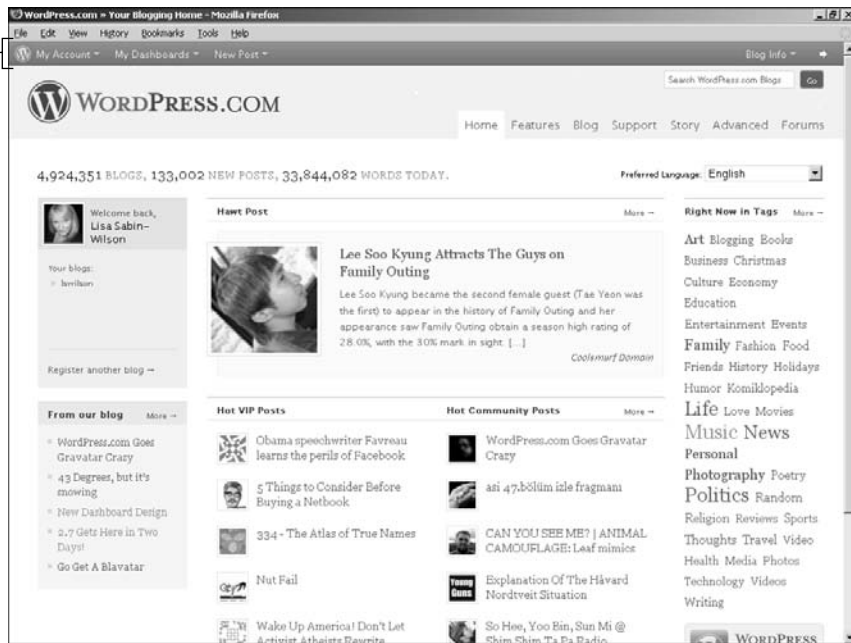 WordPress.com » Your Blogging Home - Mozilla Firefox
File Edit View History Bookmarks Tools Help
My Account My Dashboards New Post Blog Info
Search WordPress.com Blogs Go
WORDPRESS.COM
Home Features Blog Support Story Advanced Forums
4,924,351 BLOGS, 133,002 NEW POSTS, 33,844,082 WORDS TODAY.
Preferred Language: English
Welcome back,
Lisa Sabin-
Wilson
Your blogs:
Register another blog →
From our blog More →
WordPress.com Goes
Gravatar Crazy
43 Degrees, but it's
snowing
New Dashboard Design
2.7 Gets Here in Two
Days!
Go Get A Blavatar
Hawt Post More →
Lee Soo Kyung Attracts The Guys on
Family Outing
Lee Soo Kyung became the second female guest (Tae Yeon was
the first) to appear in the history of Family Outing and her
appearance saw Family Outing obtain a season high rating of
28.0%, with the 30% mark in sight. [...]
Coolsmurf Domain
Hot VIP Posts
Obama speechwriter Favreau
learns the perils of Facebook
5 Things to Consider Before
Buying a Netbook
334 - The Atlas of True Names
Nut Fail
Wake Up America! Don't Let
Activist Atheists Rewrite
Hot Community Posts More →
WordPress.com Goes Gravatar
Crazy
asi 47.bölüm izle fragmanı
CAN YOU SEE ME? | ANIMAL
CAMOUFLAGE: Leaf mimics
Young
Guns
Explanation Of The Håvard
Nordtveit Situation
So Hee, Yoo Bin, Sun Mi @
Shim Shim Ta Pa Radio
Right Now in Tags More →
Art Blogging Books
Business Christmas
Culture Economy
Education
Entertainment Events
Family Fashion Food
Friends History Holidays
Humor Komiklopedia
Life Love Movies
Music News
Personal
Photography Poetry
Politics Random
Religion Reviews Sports
Thoughts Travel Video
Health Media Photos
Technology Videos
Writing
WORDPRESS